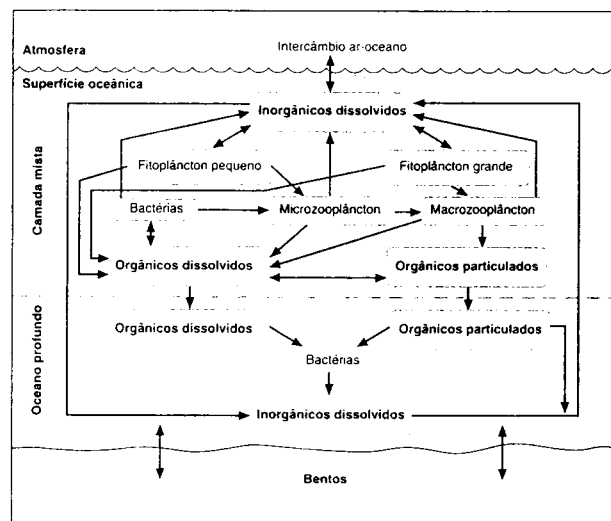 Intercâmbio ar-oceano
Atmosfera
Superfície oceânica
Inorgânicos dissolvidos
Camada mista
Fitoplâncton pequeno
Fitoplâncton grande
Bactérias
Microzooplâncton
Macrozooplâncton
Orgânicos dissolvidos
Orgânicos particulados
Oceano profundo
Orgânicos dissolvidos
Orgânicos particulados
Bactérias
Inorgânicos dissolvidos
Bentos